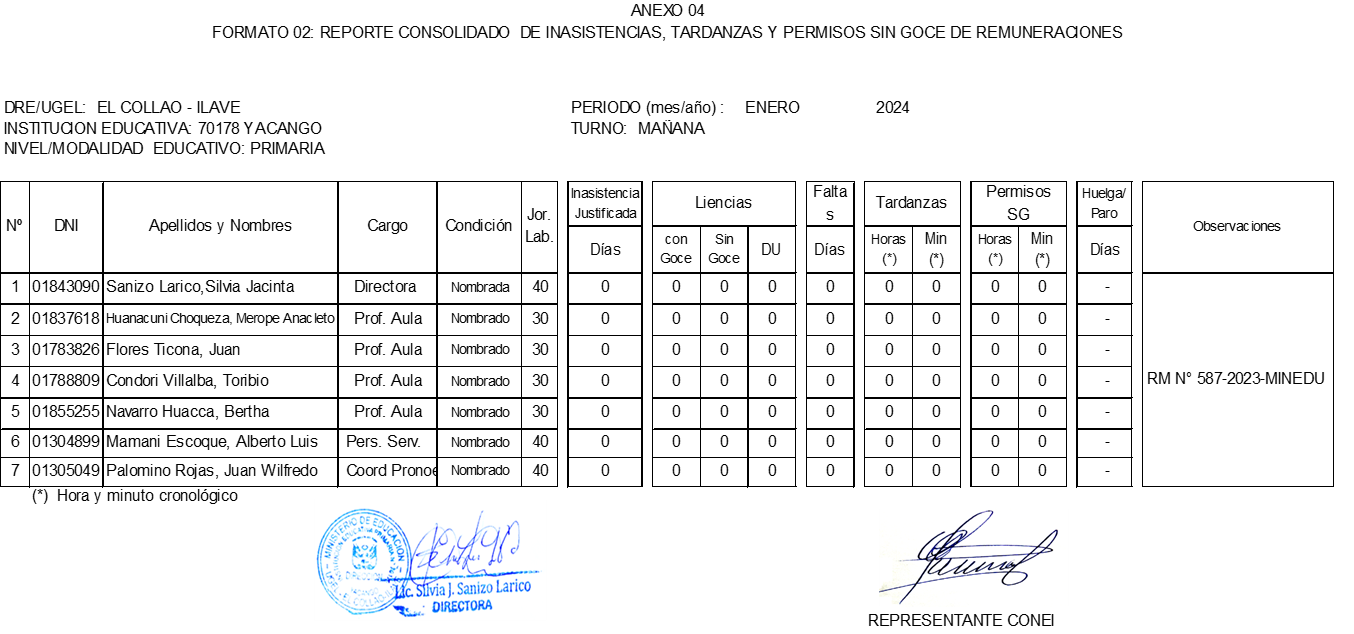 ANEXO 04
FORMATO 02: REPORTE CONSOLIDADO DE INASISTENCIAS, TARDANZAS Y PERMISOS SIN GOCE DE REMUNERACIONES
DRE/UGEL: EL COLLAO - ILAVE
PERIODO (mes/año) : ENERO 2024
INSTITUCION EDUCATIVA: 70178 YACANGO
TURNO: MAÑANA
NIVEL/MODALIDAD EDUCATIVO: PRIMARIA
Nº DNI Apellidos y Nombres Cargo Condición Jor. Lab. Inasistencia Justificada Liencias Faltas Tardanzas Permisos SG Huelga/ Paro Observaciones
Días con Goce Sin Goce DU Días Horas (*) Min (*) Horas (*) Min (*) Días
1 01843090 Sanizo Larico,Silvia Jacinta Directora Nombrada 40 0 0 0 0 0 0 0 0 0 -
2 01837618 Huanacuni Choqueza, Merope Anacleto Prof. Aula Nombrado 30 0 0 0 0 0 0 0 0 0 -
3 01783826 Flores Ticona, Juan Prof. Aula Nombrado 30 0 0 0 0 0 0 0 0 0 -
4 01788809 Condori Villalba, Toribio Prof. Aula Nombrado 30 0 0 0 0 0 0 0 0 0 -
RM N° 587-2023-MINEDU
5 01855255 Navarro Huacca, Bertha Prof. Aula Nombrado 30 0 0 0 0 0 0 0 0 0 -
6 01304899 Mamani Escoque, Alberto Luis Pers. Serv. Nombrado 40 0 0 0 0 0 0 0 0 0 -
7 01305049 Palomino Rojas, Juan Wilfredo Coord Pronoe Nombrado 40 0 0 0 0 0 0 0 0 0 -
(*) Hora y minuto cronológico
MINISTERIO DE EDUCACIÓN
Lic. Silvia J. Sanizo Larico
DIRECTORA
REPRESENTANTE CONEI